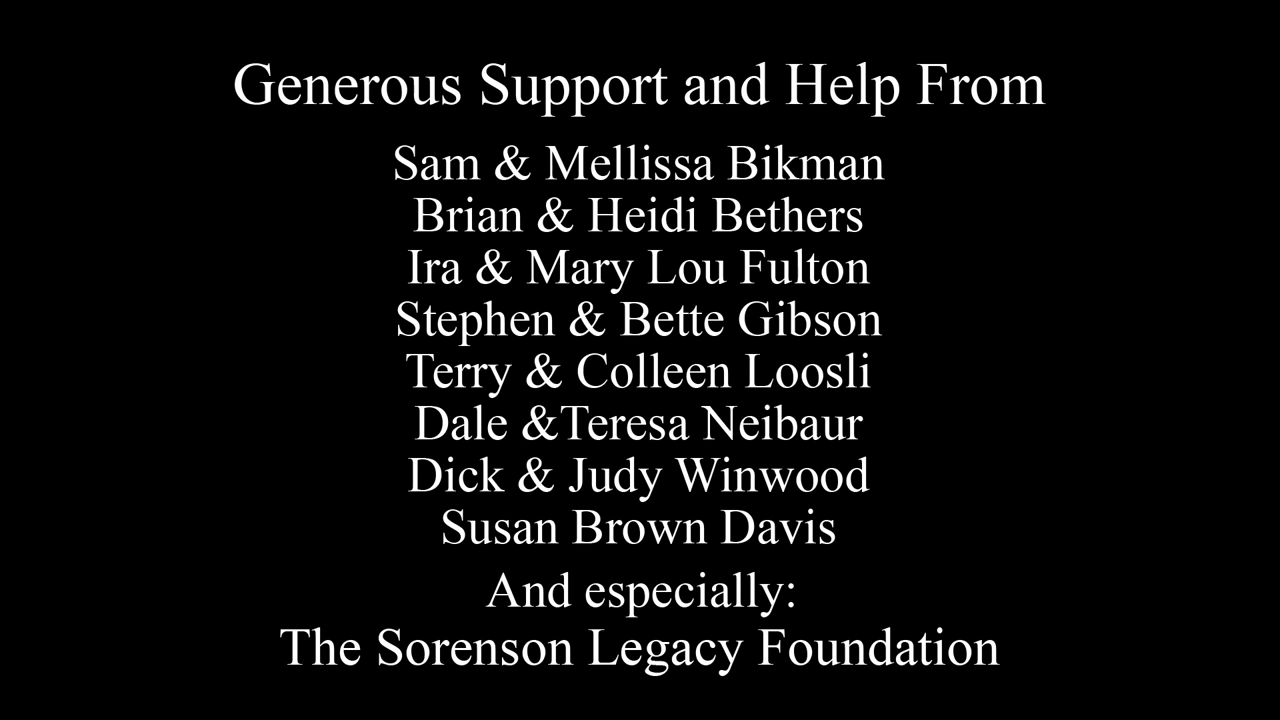 Generous Support and Help From
Sam & Mellissa Bikman
Brian & Heidi Bethers
Ira & Mary Lou Fulton
Stephen & Bette Gibson
Terry & Colleen Loosli
Dale &Teresa Neibaur
Dick & Judy Winwood
Susan Brown Davis
And especially:
The Sorenson Legacy Foundation